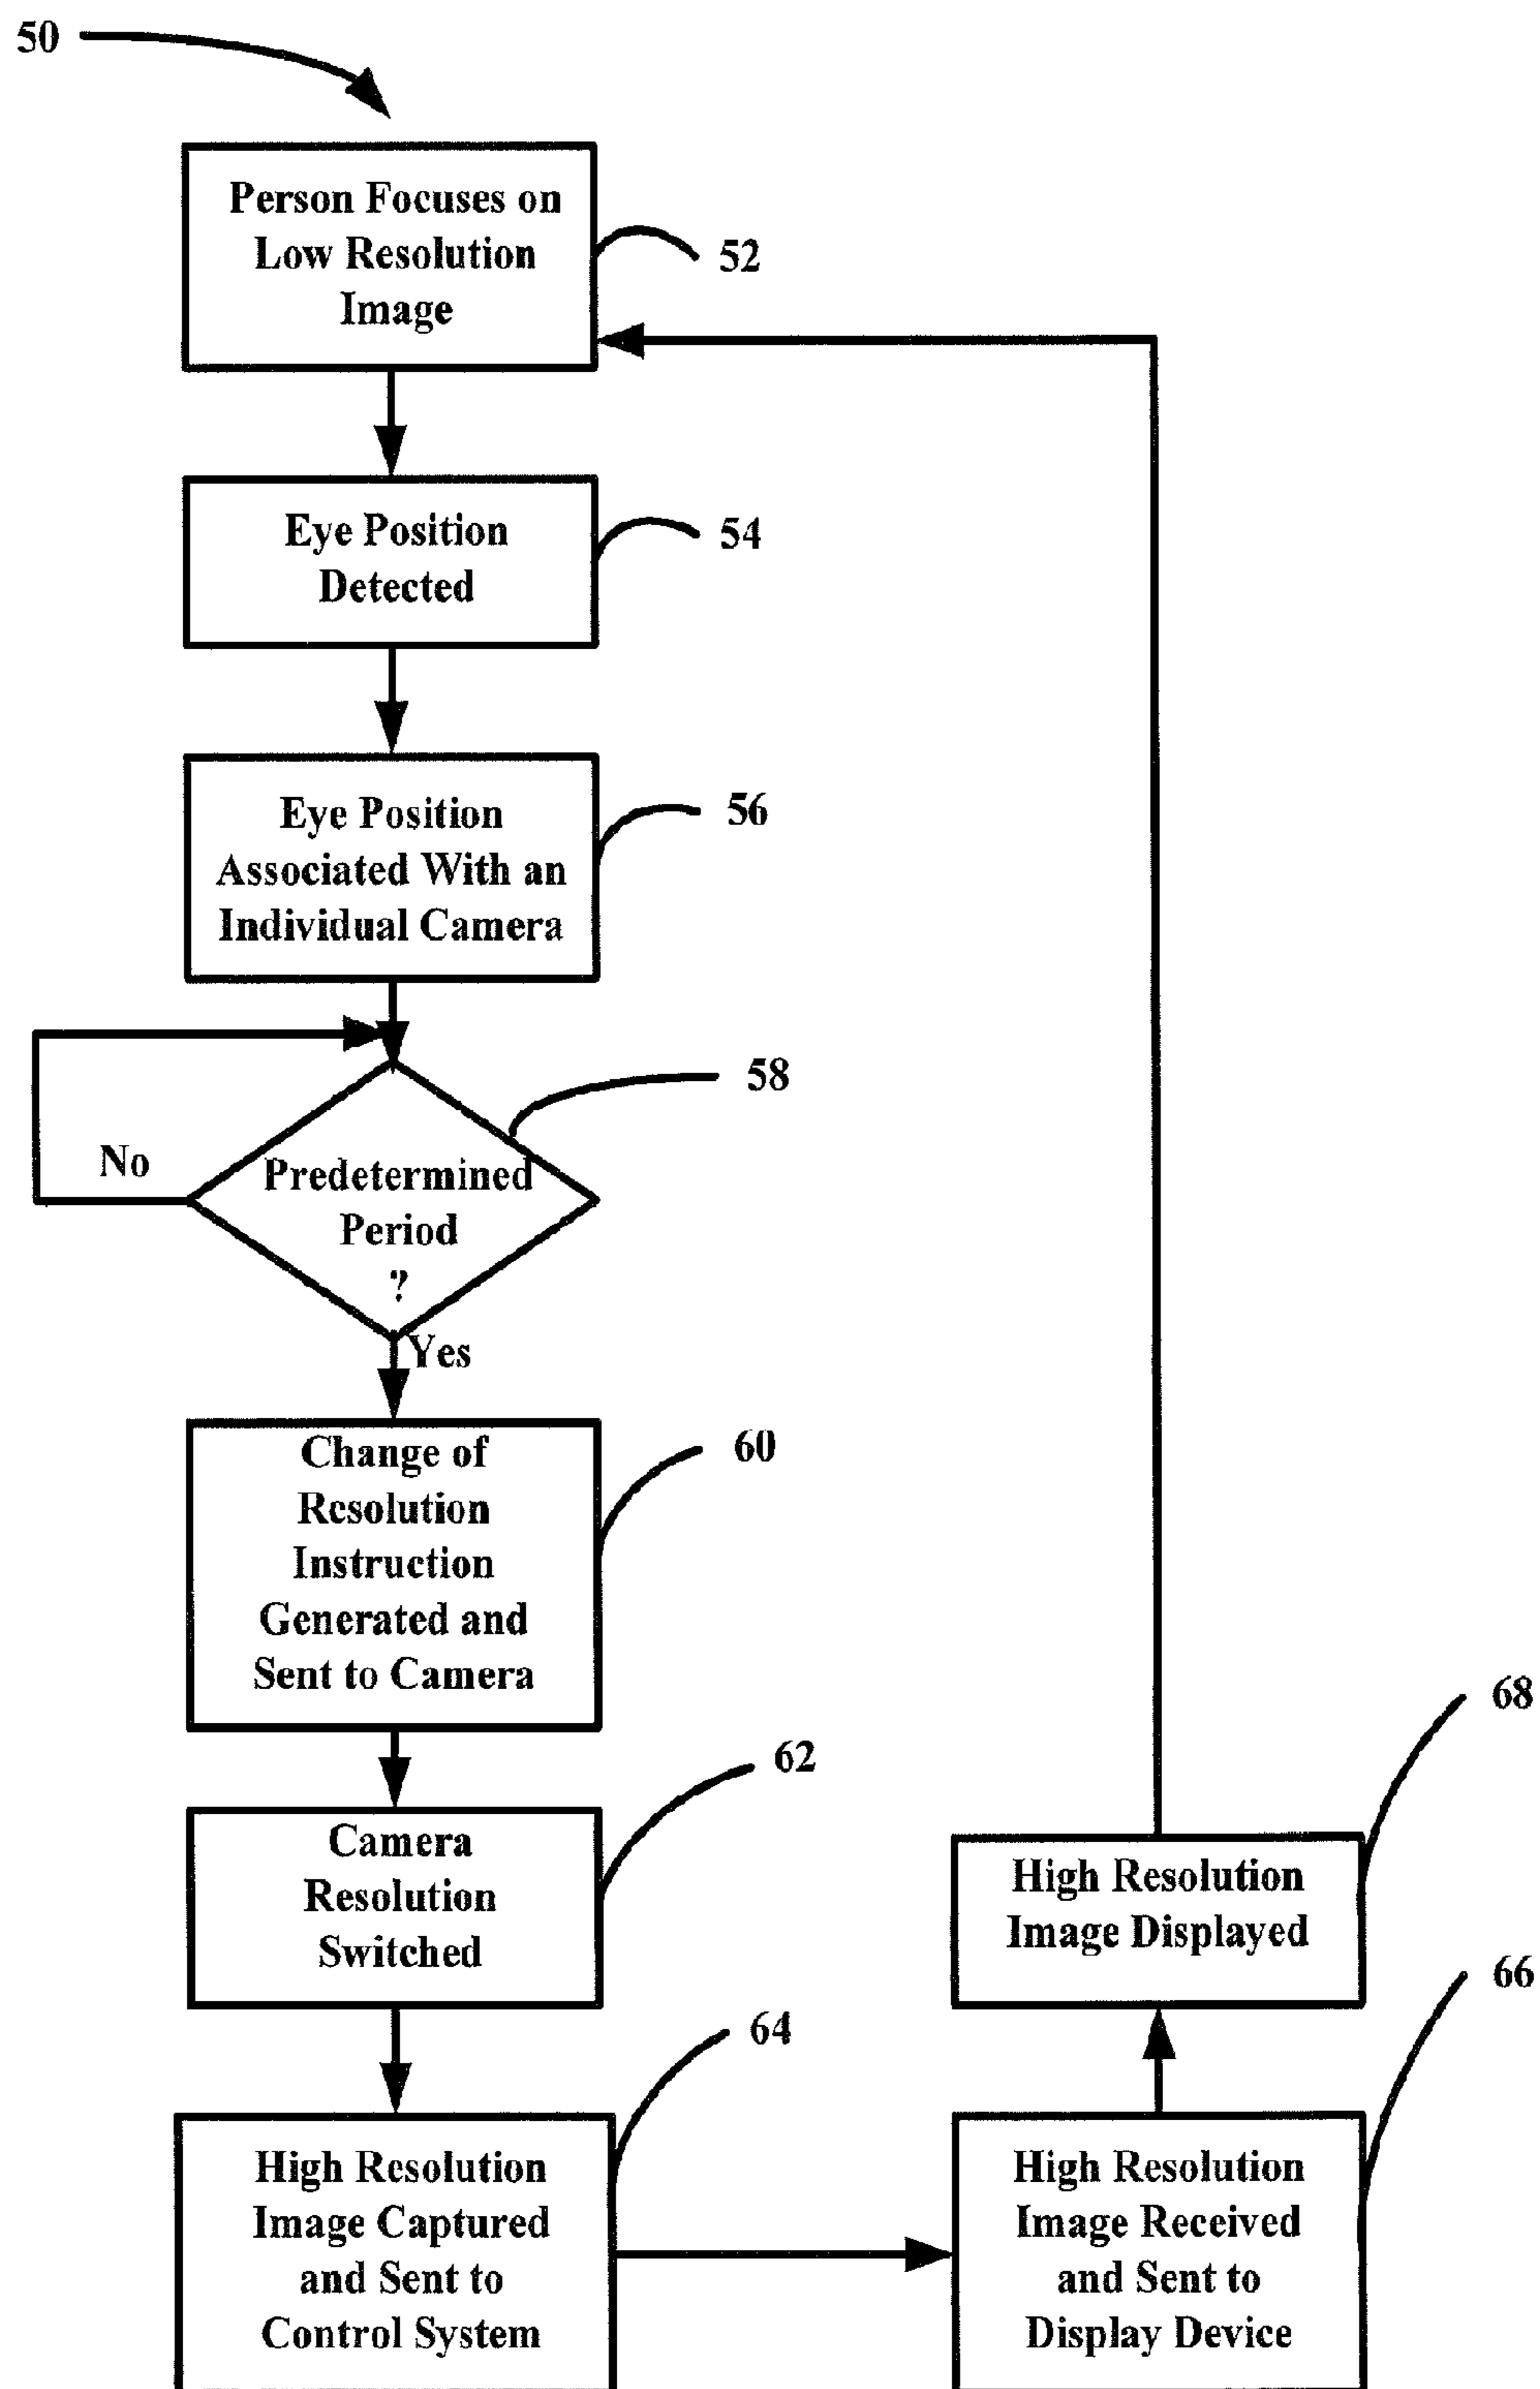 50
Person Focuses on
Low Resolution
Image
52
Eye Position
Detected
54
Eye Position
Associated With an
Individual Camera
56
58
No
Predetermined
Period
?
Yes
Change of
Resolution
Instruction
Generated and
Sent to Camera
60
Camera
Resolution
Switched
62
High Resolution
Image Captured
and Sent to
Control System
64
High Resolution
Image Received
and Sent to
Display Device
66
High Resolution
Image Displayed
68